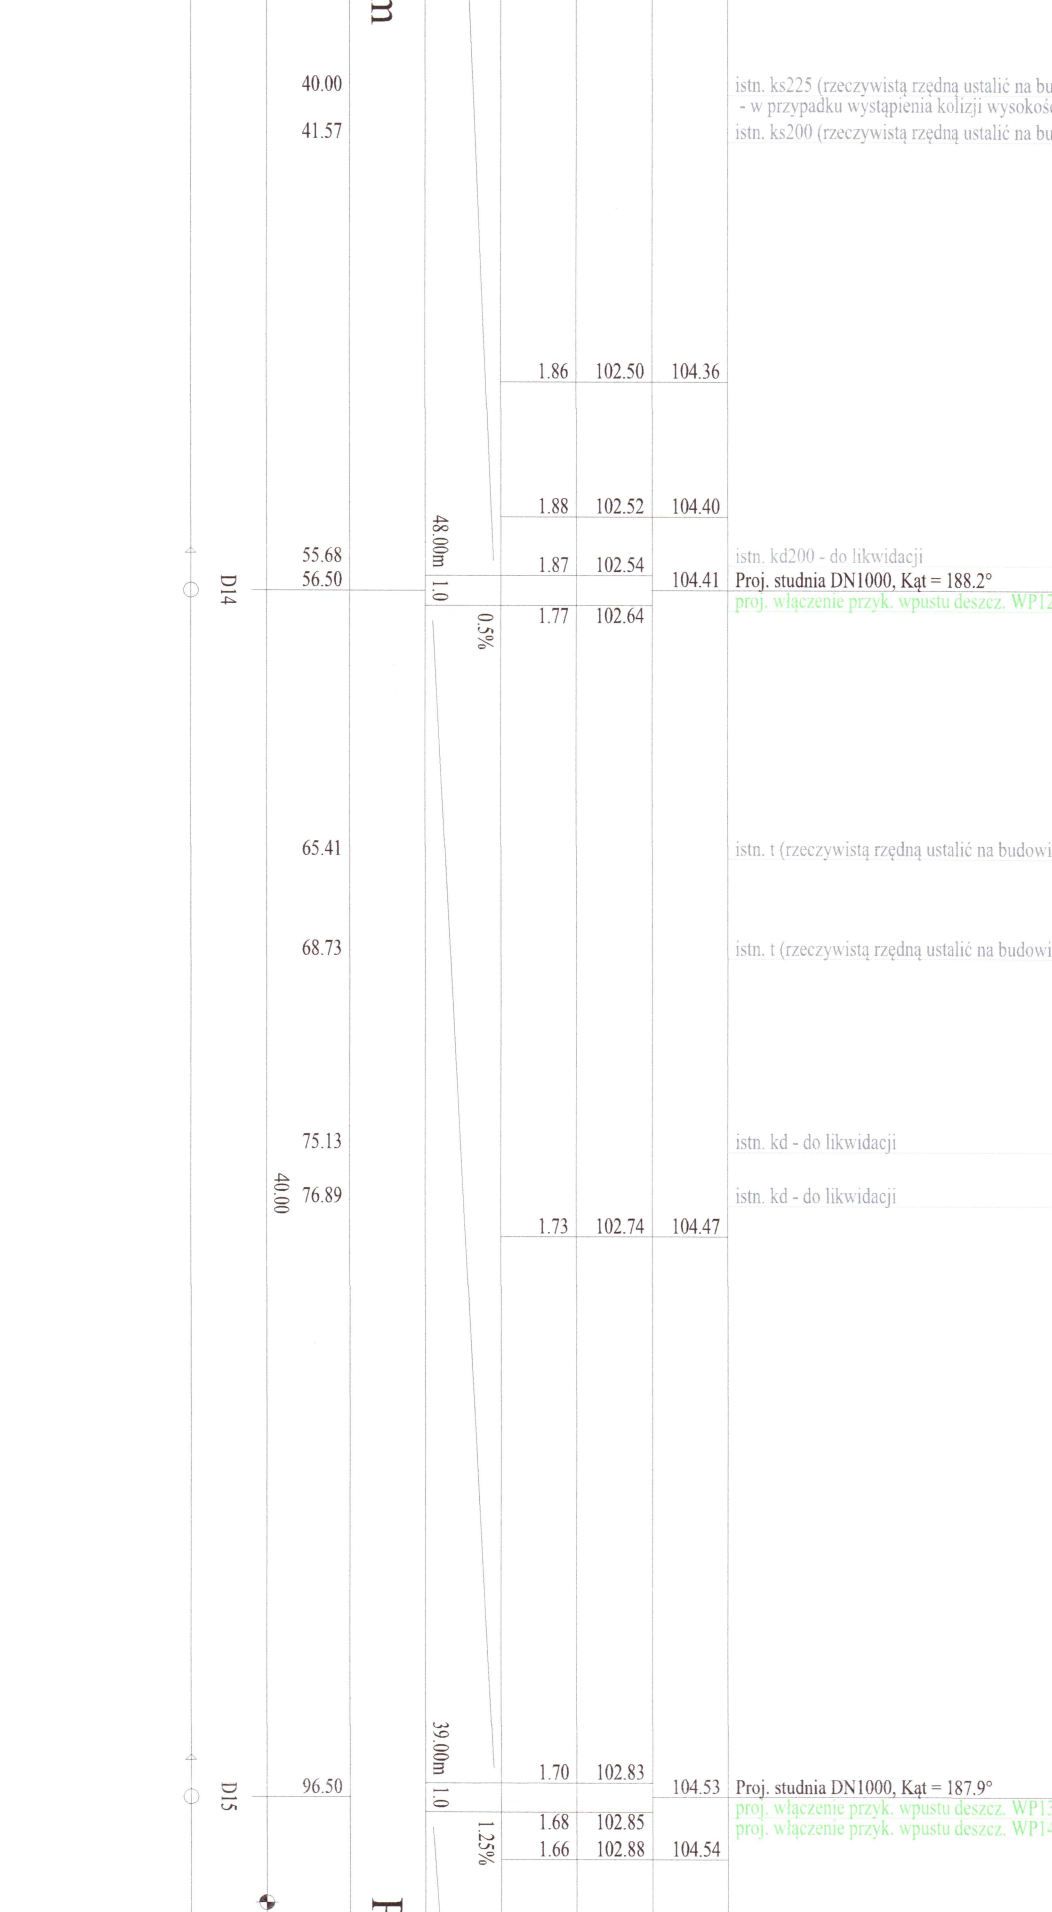 m
40.00
istn. ks225 (rzeczywistą rzędną ustalić na bu
- w przypadku wystąpienia kolizji wysokoś
41.57
istn. ks200 (rzeczywistą rzędną ustalić na bu
1.86 102.50 104.36
1.88 102.52 104.40
48.00m
55.68
istn. kd200 - do likwidacji
1.87 102.54
D14
56.50
1.0
104.41
Proj. studnia DN1000, Kąt = 188.2°
proj. włączenie przyk. wpustu deszcz. WP12
0.5%
1.77 102.64
65.41
istn. t (rzeczywistą rzędną ustalić na budowi
68.73
istn. t (rzeczywistą rzędną ustalić na budowi
75.13
istn. kd - do likwidacji
40.00
76.89
istn. kd - do likwidacji
1.73 102.74 104.47
39.00m
1.70 102.83
D15
96.50
1.0
104.53
Proj. studnia DN1000, Kąt = 187.9°
proj. włączenie przyk. wpustu deszcz. WP13
1.68 102.85
proj. włączenie przyk. wpustu deszcz. WP14
1.25%
1.66 102.88 104.54